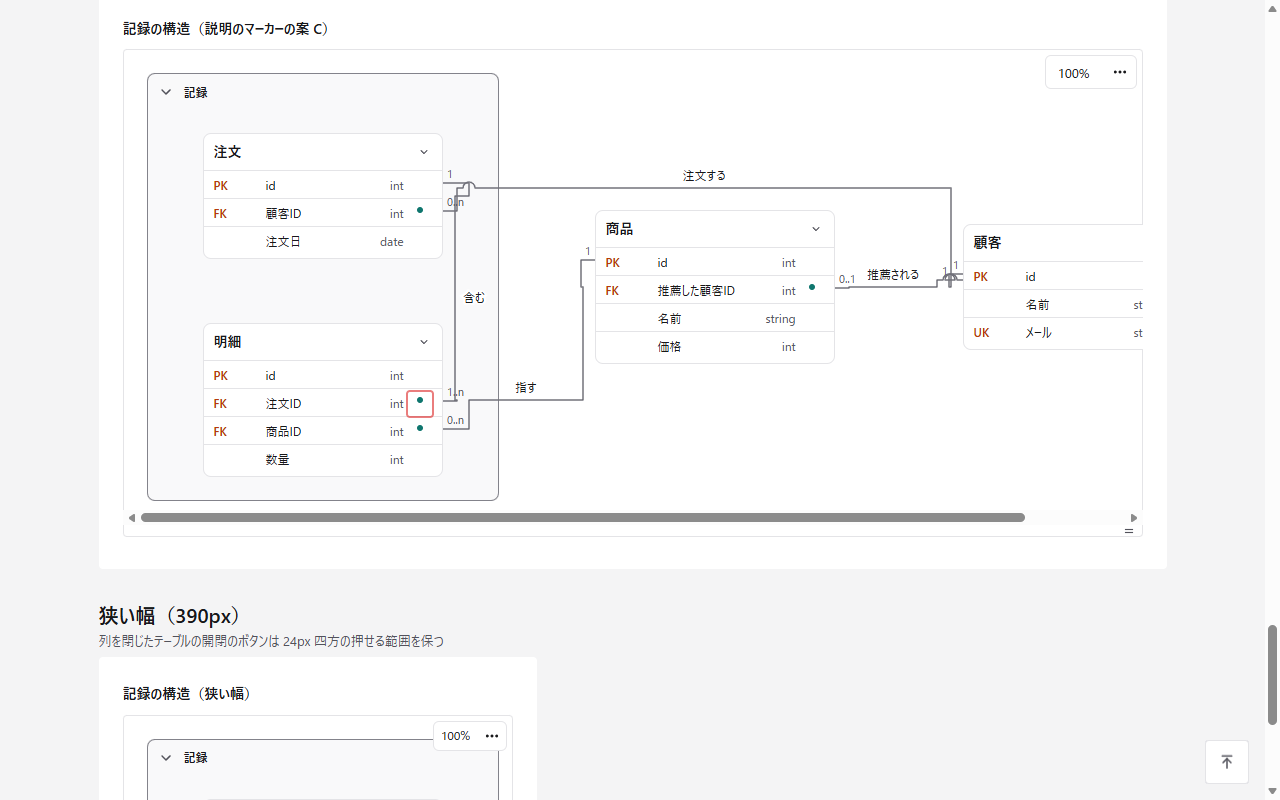 記録の構造（説明のマーカーの案 C）
100%
記録
注文
PK id int
FK 顧客ID int
注文日 date
1
0..n
注文する
含む
明細
PK id int
FK 注文ID int
FK 商品ID int
数量 int
1..n
0..n
指す
1
商品
PK id int
FK 推薦した顧客ID int
名前 string
価格 int
0..1
推薦される
1
1
顧客
PK id
名前 st
UK メール st
狭い幅（390px）
列を閉じたテーブルの開閉のボタンは 24px 四方の押せる範囲を保つ
記録の構造（狭い幅）
100%
記録